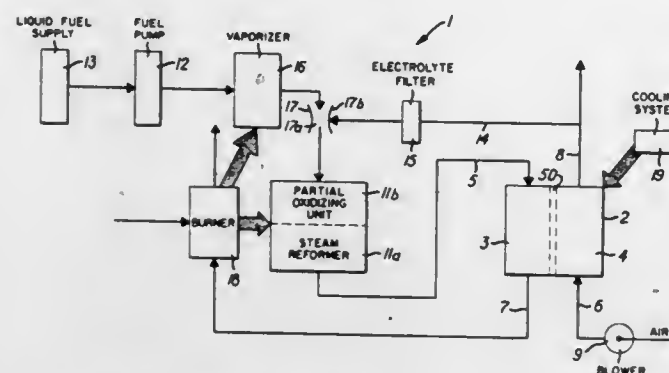 LIQUID FUEL
SUPPLY
13
FUEL
PUMP
12
VAPORIZER
16
1
17
17b
17a
ELECTROLYTE
FILTER
15
14
8
COOLIN
SYSTE
19
5
50
2
3
4
PARTIAL
OXIDIZING
UNIT
11b
STEAM
REFORMER
11a
BURNER
18
7
6
9
AIR
BLOWER